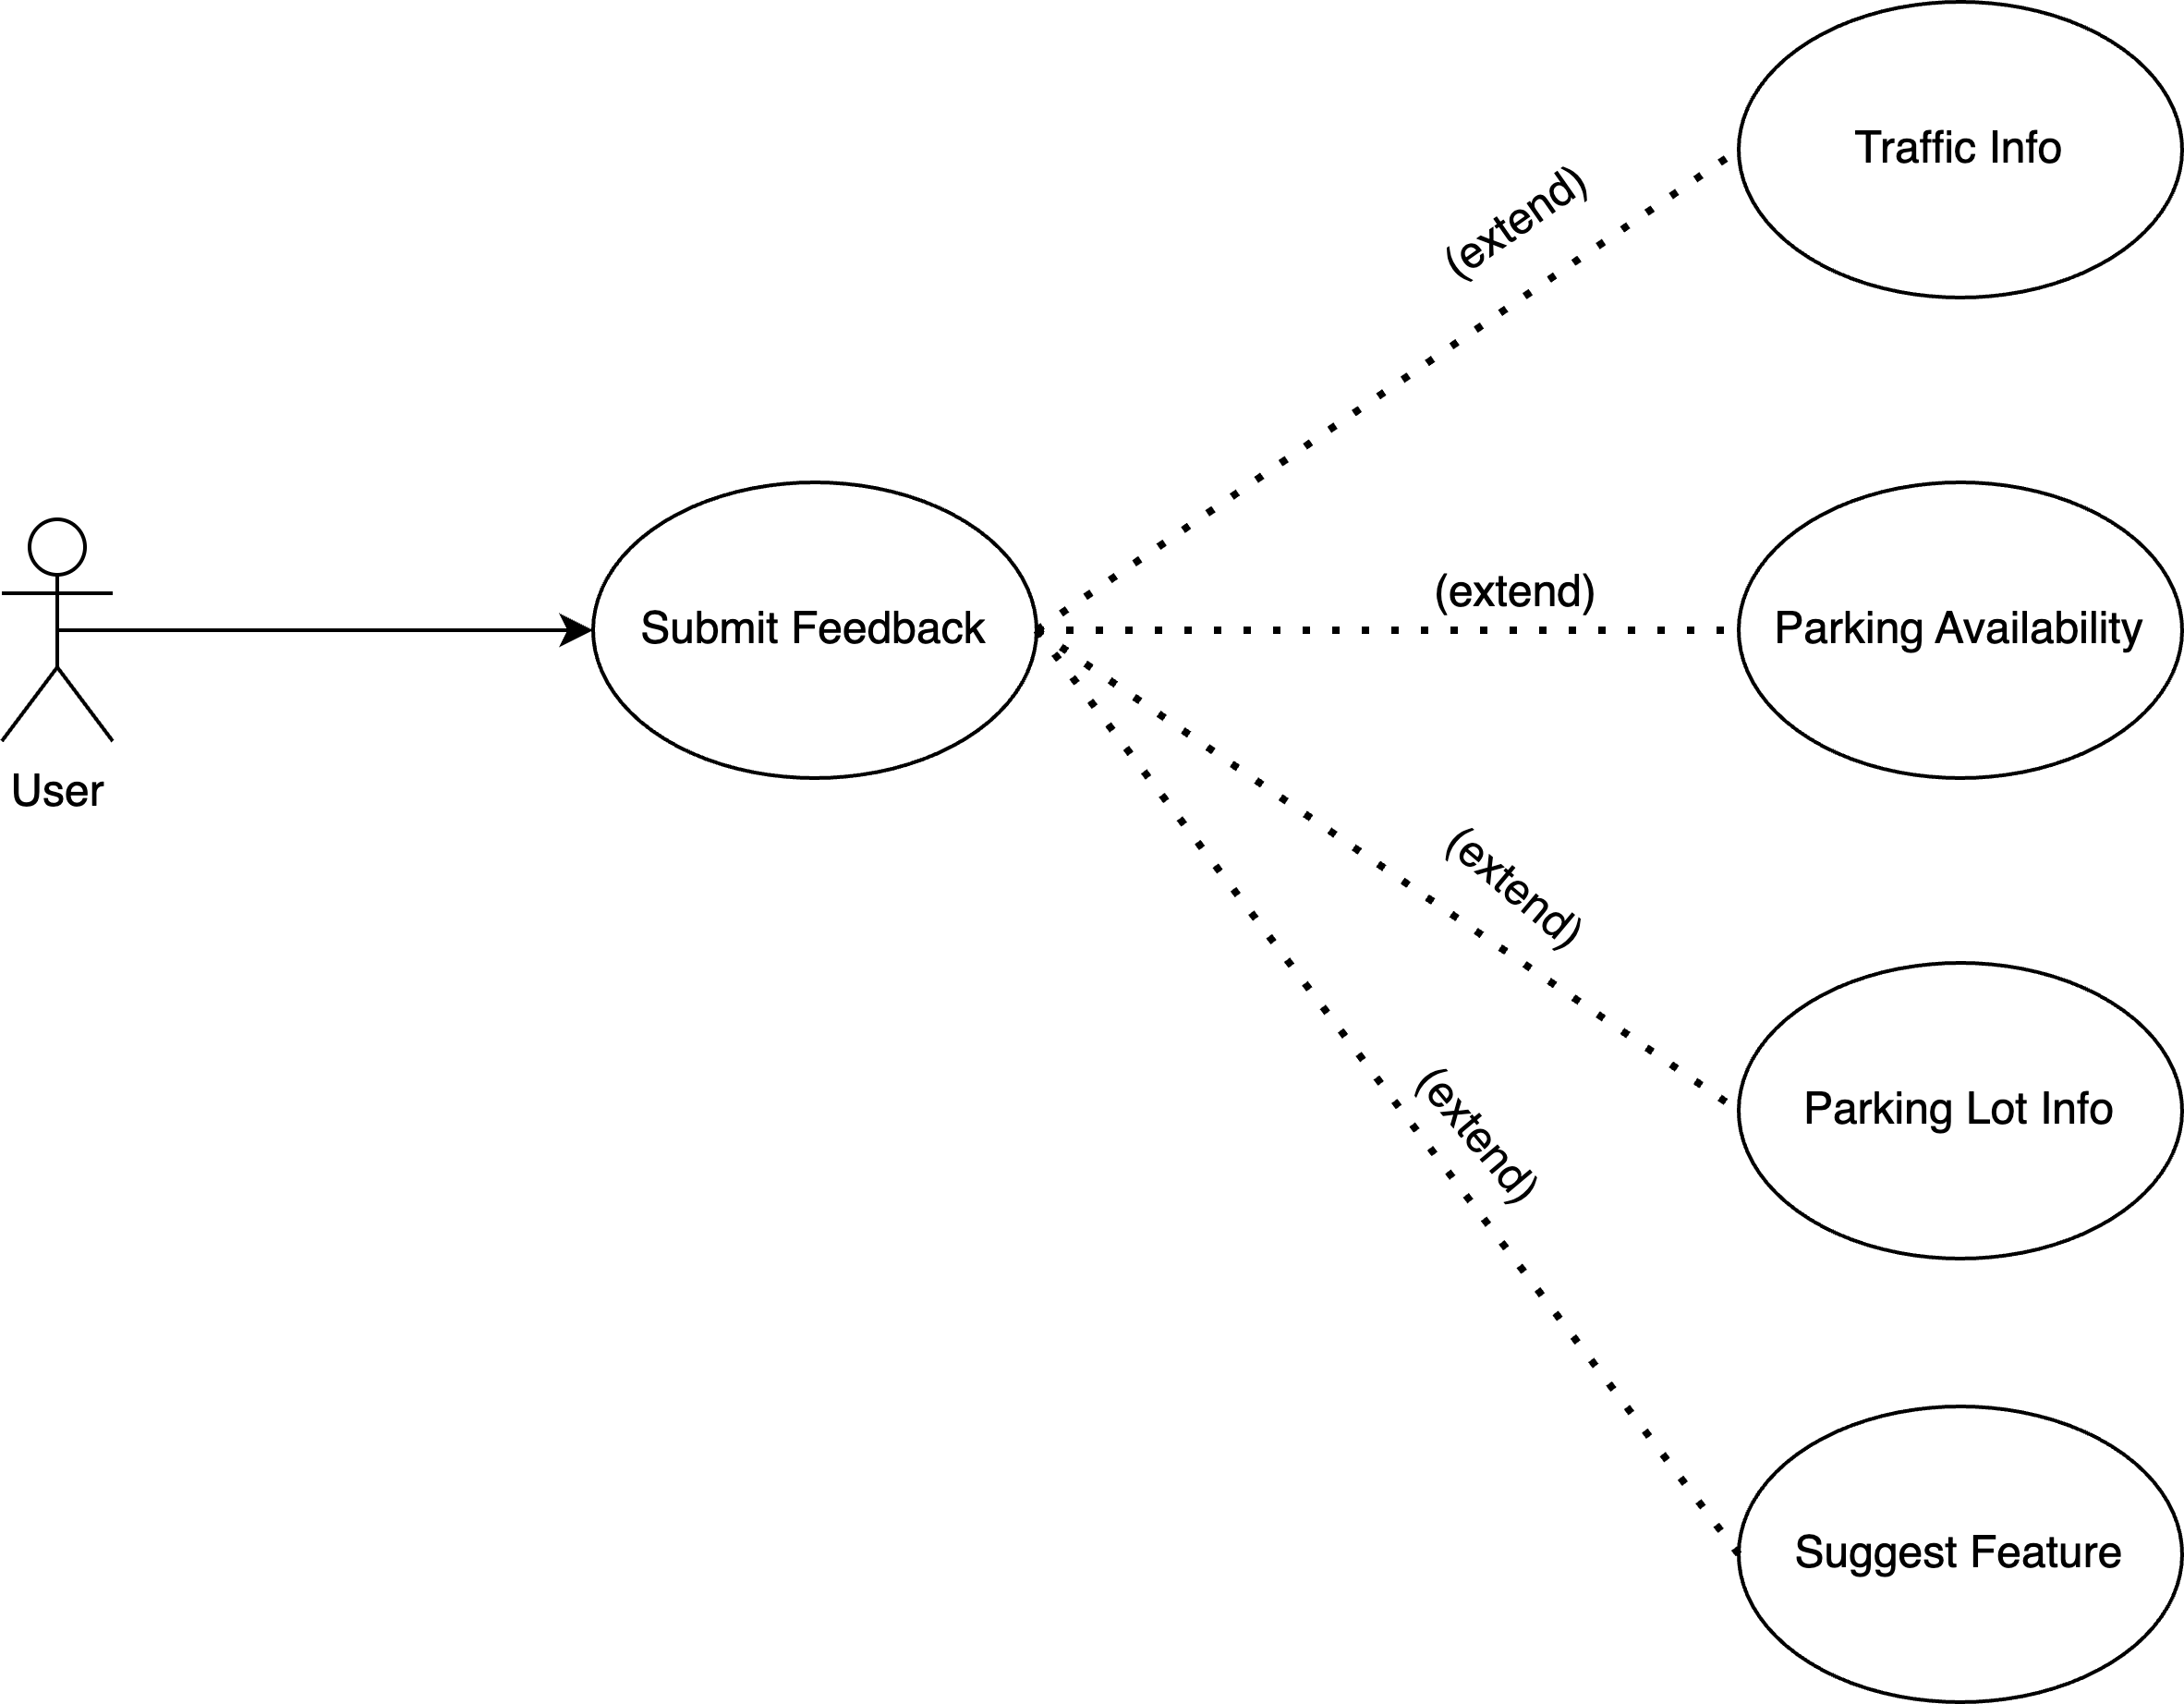 Traffic Info
(extend)
(extend)
Submit Feedback
Parking Availability
User
(extend)
Parking Lot Info
(extend)
Suggest Feature